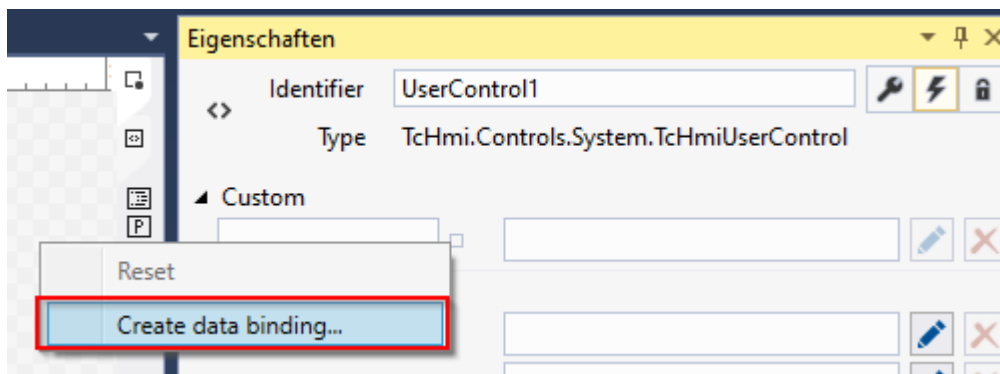 Eigenschaften
Identifier UserControl1
Type TcHmi.Controls.System.TcHmiUserControl
Custom
P
Reset
Create data binding...